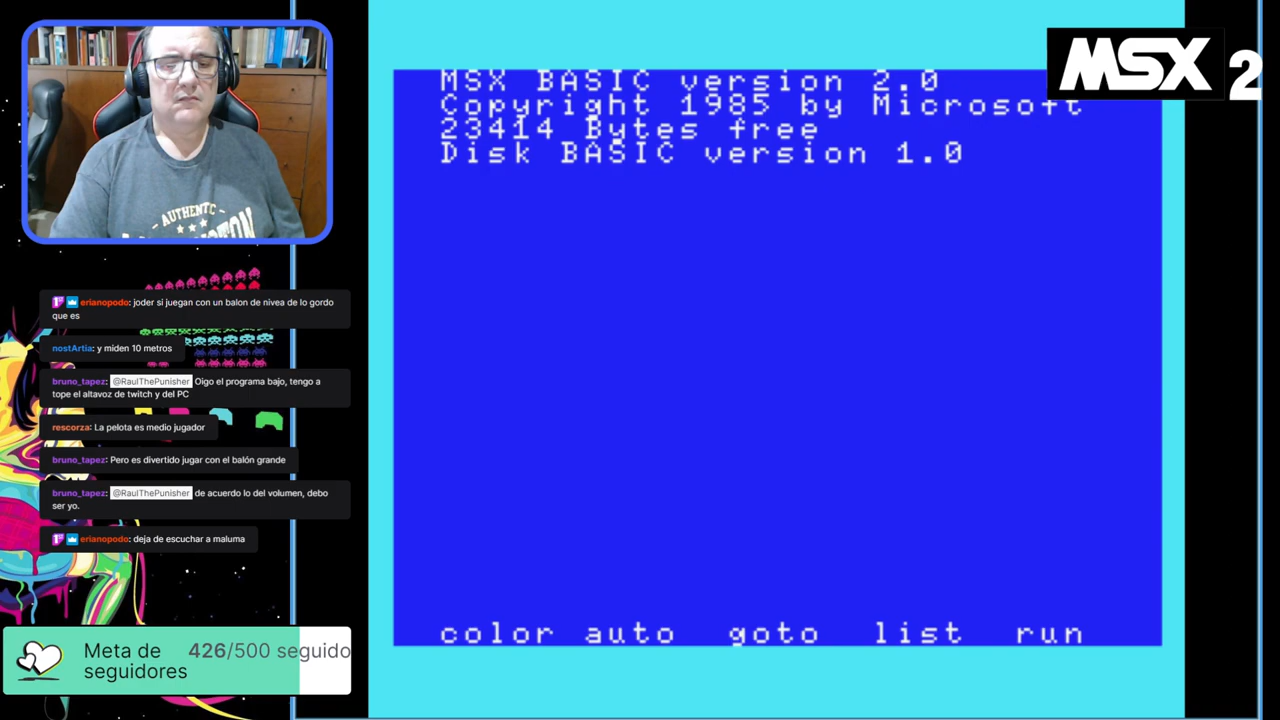 MSX 2
MSX BASIC version 2.0
Copyright 1985 by Microsoft
23414 Bytes free
Disk BASIC version 1.0
color auto goto list run
AUTHENTC
erianopodo: joder si juegan con un balon de nivea de lo gordo
que es
nostArtia: y miden 10 metros
bruno_tapez: @RaulThePunisher Oigo el programa bajo, tengo a
tope el altavoz de twitch y del PC
rescorza: La pelota es medio jugador
bruno_tapez: Pero es divertido jugar con el balón grande
bruno_tapez: @RaulThePunisher de acuerdo lo del volumen, debo
ser yo.
erianopodo: deja de escuchar a maluma
Meta de
seguidores
426/500 seguido